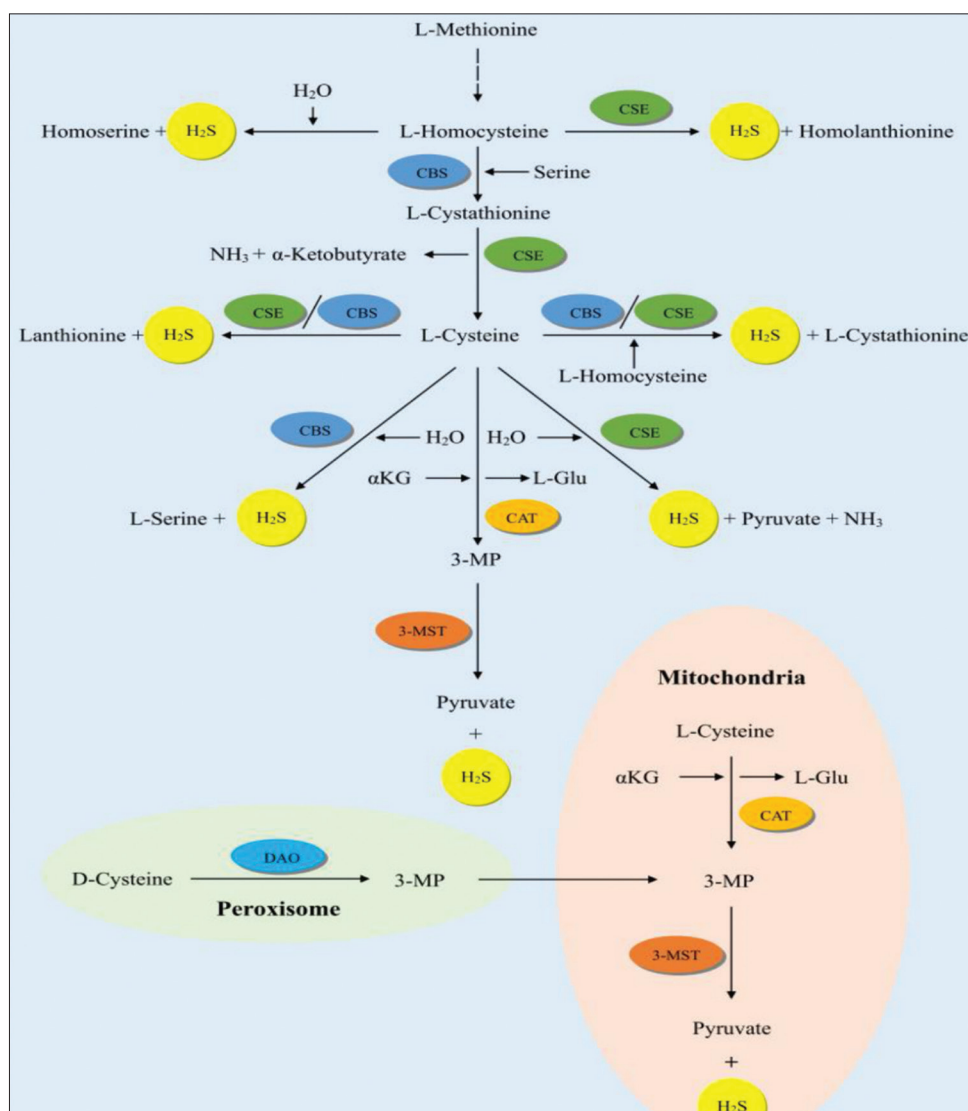 L-Methionine
H₂O
CSE
Homoserine + H₂S
L-Homocysteine
H₂S + Homolanthionine
CBS
Serine
L-Cystathionine
NH₃ + α-Ketobutyrate
CSE
CSE / CBS
CBS / CSE
Lanthionine + H₂S
L-Cysteine
H₂S + L-Cystathionine
L-Homocysteine
CBS
H₂O
H₂O
CSE
αKG
L-Glu
L-Serine + H₂S
CAT
H₂S + Pyruvate + NH₃
3-MP
3-MST
Pyruvate
+
H₂S
Mitochondria
L-Cysteine
αKG
L-Glu
CAT
DAO
D-Cysteine
3-MP
3-MP
Peroxisome
3-MST
Pyruvate
+
H₂S